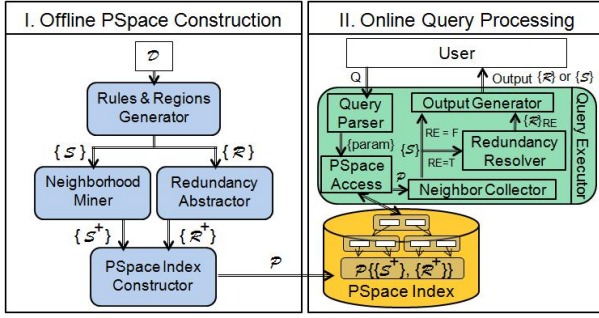 I. Offline PSpace Construction
𝒟
Rules & Regions
Generator
{𝒮}
{ℛ}
Neighborhood
Miner
Redundancy
Abstractor
{𝒮⁺}
{ℛ⁺}
PSpace Index
Constructor
𝒫
II. Online Query Processing
User
Q
Output {ℛ} or {𝒮}
Query
Parser
Output Generator
{param}
{𝒮}
RE = F
{ℛ}RE
RE=T
Redundancy
Resolver
PSpace
Access
𝒫
Neighbor Collector
Query Executor
𝒫{{𝒮⁺}, {ℛ⁺}}
PSpace Index